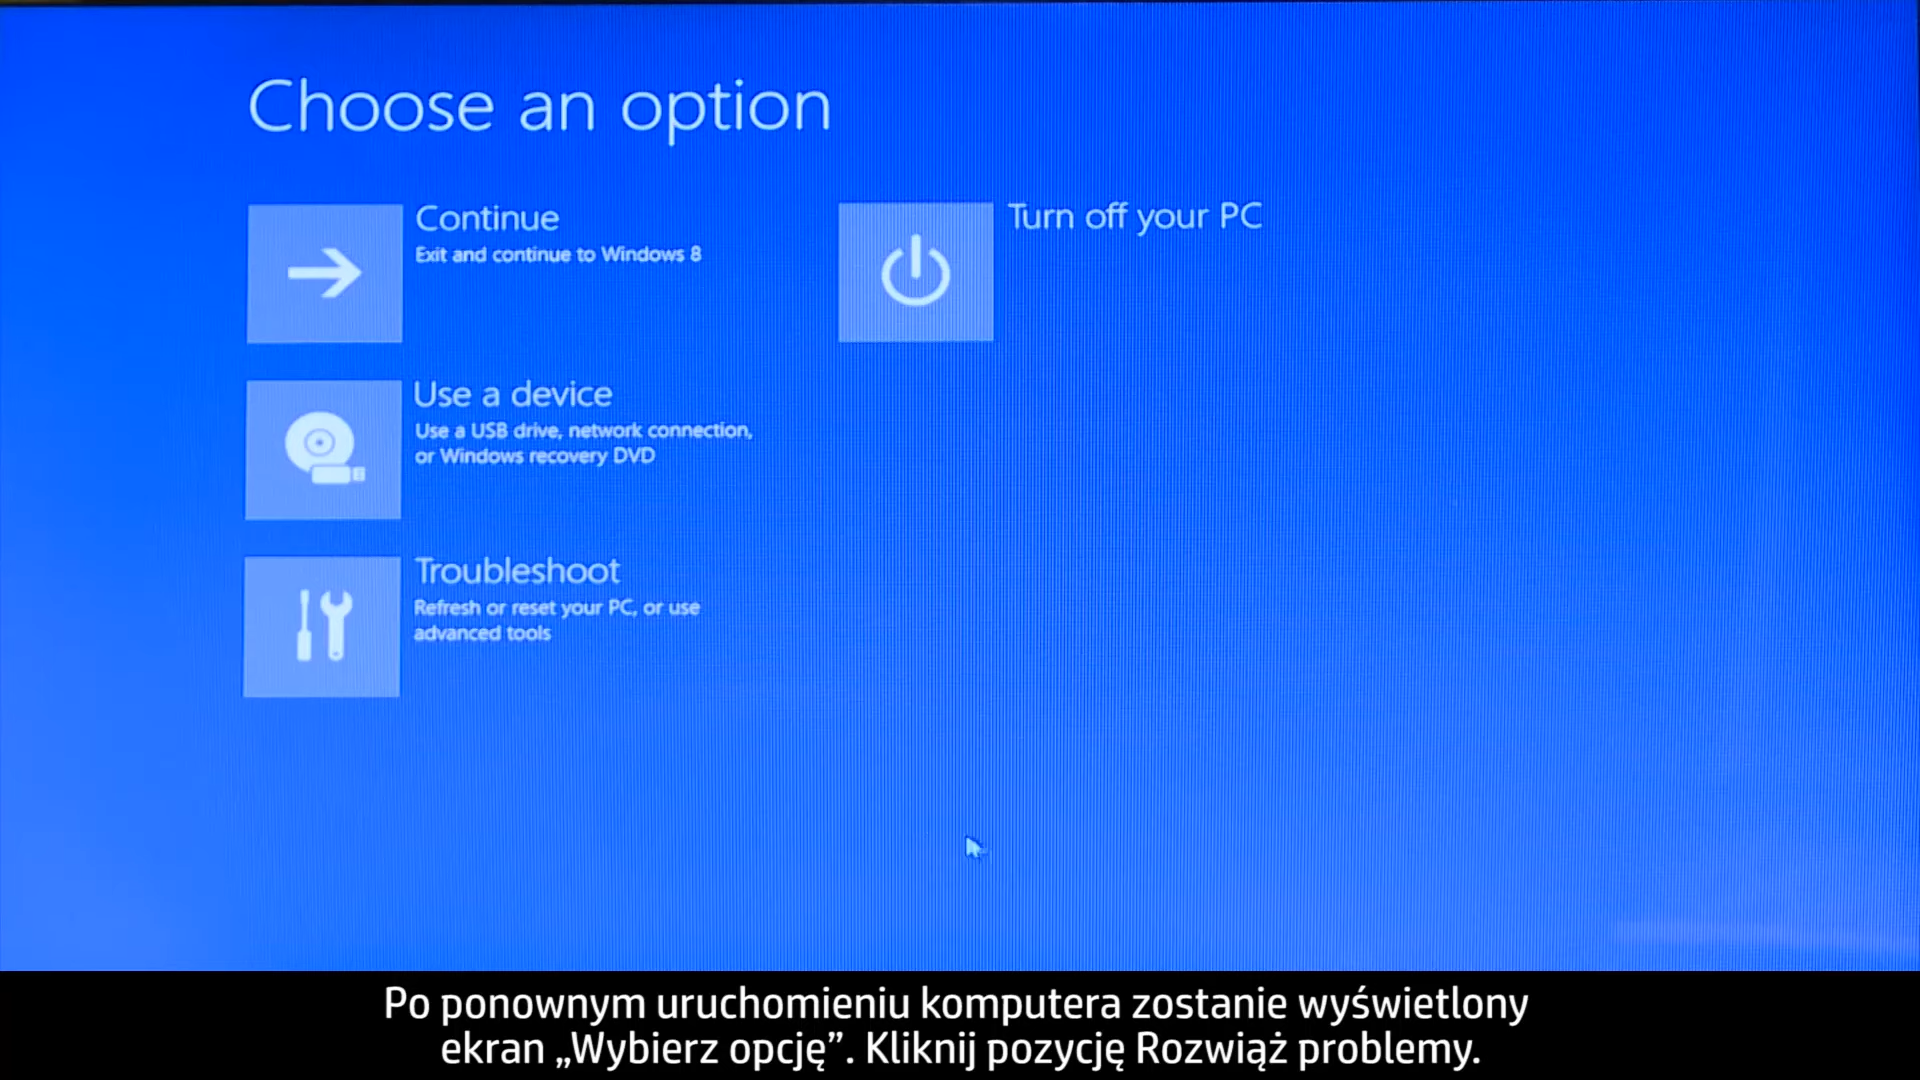 Choose an option
Continue
Exit and continue to Windows 8
Turn off your PC
Use a device
Use a USB drive, network connection,
or Windows recovery DVD
Troubleshoot
Refresh or reset your PC, or use
advanced tools
Po ponownym uruchomieniu komputera zostanie wyświetlony
ekran „Wybierz opcję”. Kliknij pozycję Rozwiąż problemy.